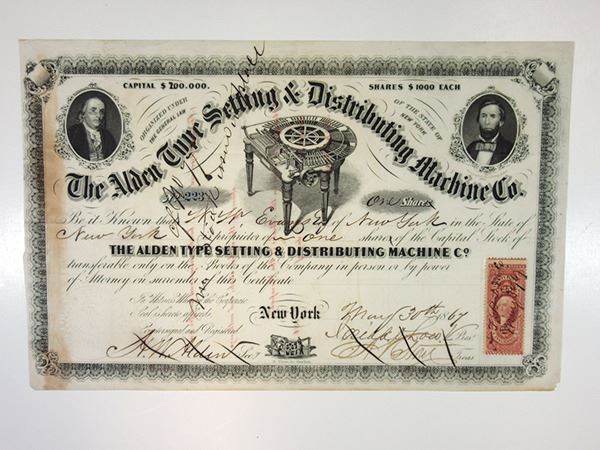 CAPITAL $200.000. SHARES $1000 EACH
ORGANIZED UNDER THE GENERAL LAW OF THE STATE OF NEW YORK.
The Alden Type Setting & Distributing Machine Co.
223 One Shares
Be it Known that of New York in the State of
New York is Proprietor of One shares of the Capital Stock of
THE ALDEN TYPE SETTING & DISTRIBUTING MACHINE Co
transferable only on the Books of the Company in person or by power
of Attorney on surrender of this Certificate
In Witness Whereof the Corporate
Seal is hereto affixed
Countersigned and Registered
New York May 30th 1867
Alden Secy
Pres
Treas